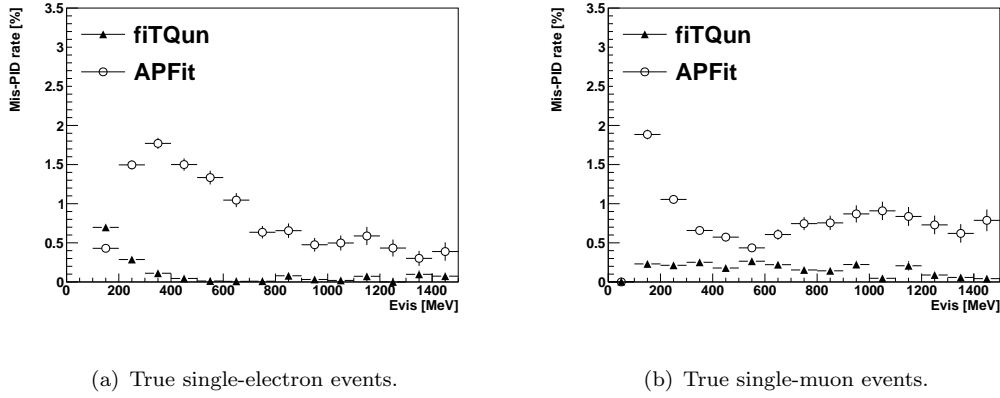 Mis-PID rate [%]
3.5
3
2.5
2
1.5
1
0.5
0
fiTQun
APFit
0 200 400 600 800 1000 1200 1400
Evis [MeV]
(a) True single-electron events.
Mis-PID rate [%]
3.5
3
2.5
2
1.5
1
0.5
0
fiTQun
APFit
0 200 400 600 800 1000 1200 1400
Evis [MeV]
(b) True single-muon events.